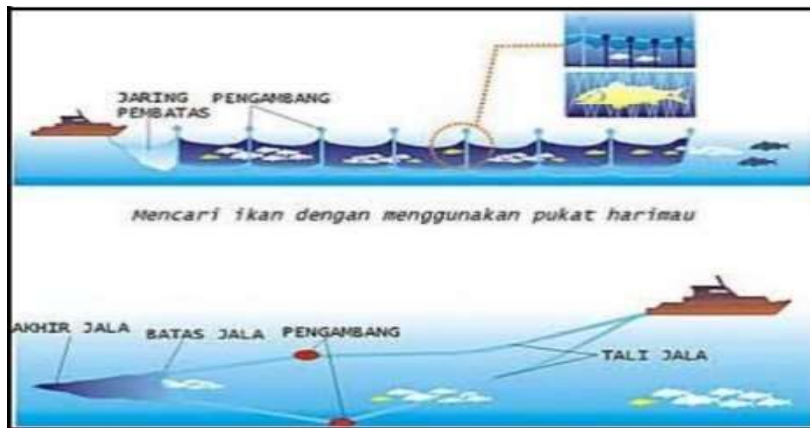 JARING PENGAMBANG
PEMBATAS
Mencari ikan dengan menggunakan pukat harimau
AKHIR JALA
BATAS JALA
PENGAMBANG
TALI JALA